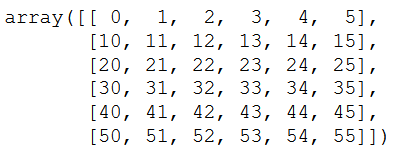 array([[ 0, 1, 2, 3, 4, 5],
[10, 11, 12, 13, 14, 15],
[20, 21, 22, 23, 24, 25],
[30, 31, 32, 33, 34, 35],
[40, 41, 42, 43, 44, 45],
[50, 51, 52, 53, 54, 55]])